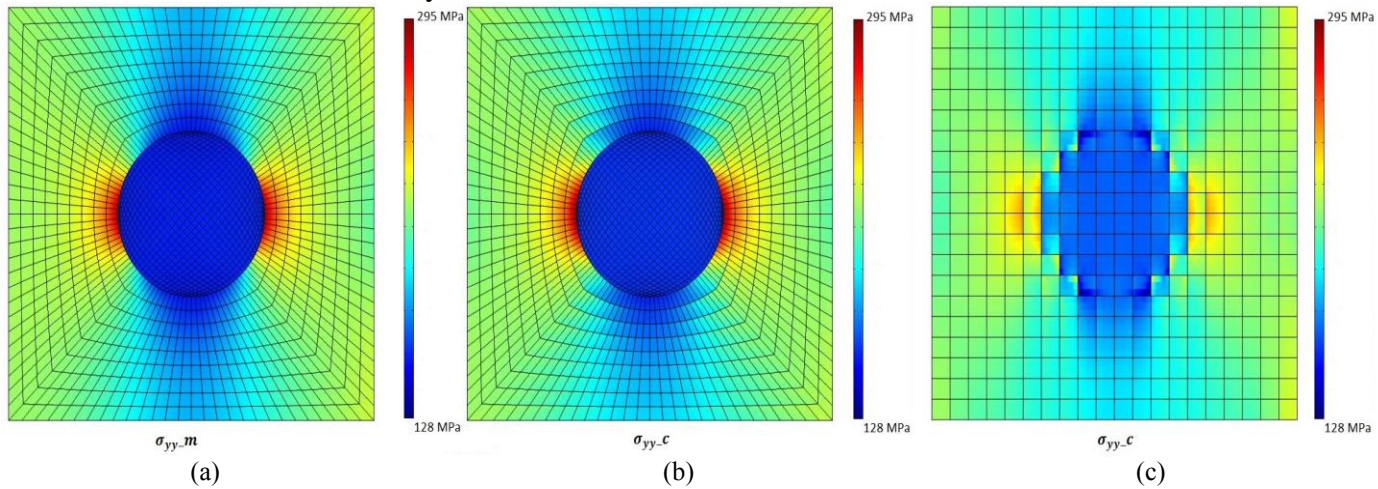 295 MPa 295 MPa 295 MPa
128 MPa 128 MPa 128 MPa
σyy_m σyy_c σyy_c
(a) (b) (c)